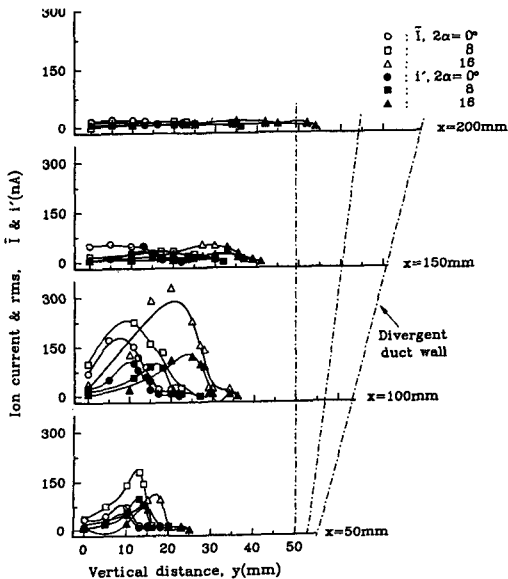 Ī, 2α=0°
8
16
i′, 2α=0°
8
16
300
150
0
x=200mm
300
150
0
x=150mm
300
150
0
x=100mm
300
150
0
x=50mm
Divergent
duct wall
Ion current & rms, Ī & i′(nA)
0 10 20 30 40 50
Vertical distance, y(mm)